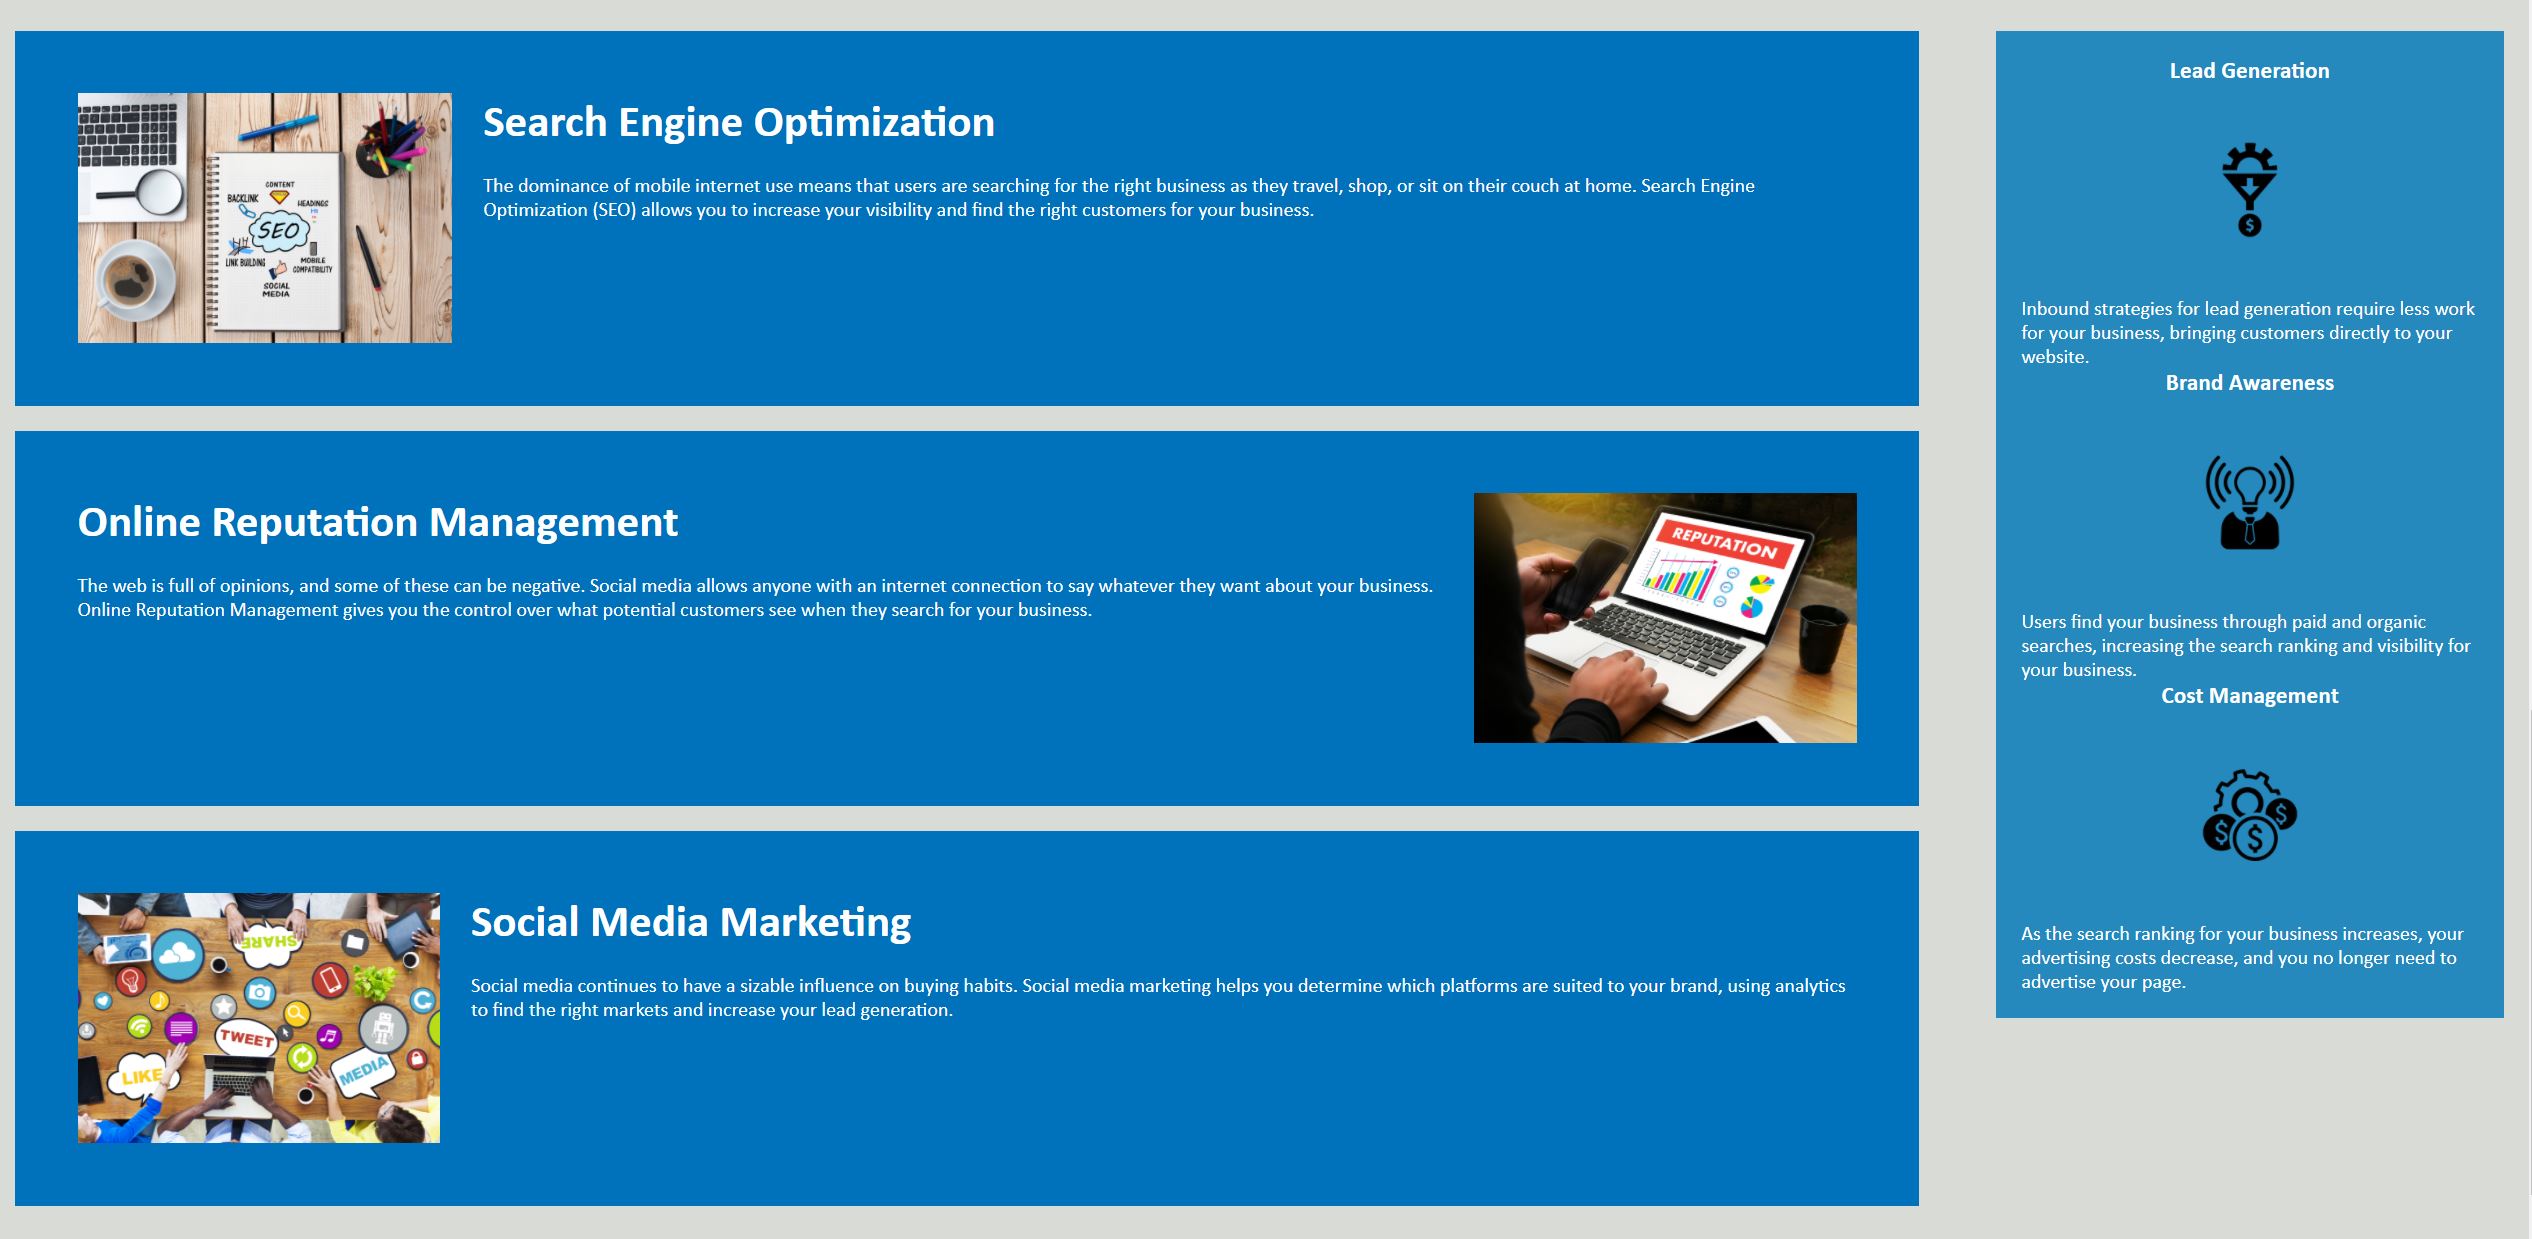 Search Engine Optimization
The dominance of mobile internet use means that users are searching for the right business as they travel, shop, or sit on their couch at home. Search Engine
Optimization (SEO) allows you to increase your visibility and find the right customers for your business.
CONTENT
BACKLINK
HEADINGS
SEO
LINK BUILDING
MOBILE
COMPATIBILITY
SOCIAL
MEDIA
Online Reputation Management
The web is full of opinions, and some of these can be negative. Social media allows anyone with an internet connection to say whatever they want about your business.
Online Reputation Management gives you the control over what potential customers see when they search for your business.
REPUTATION
Social Media Marketing
Social media continues to have a sizable influence on buying habits. Social media marketing helps you determine which platforms are suited to your brand, using analytics
to find the right markets and increase your lead generation.
SHARE
TWEET
LIKE
MEDIA
Lead Generation
$
Inbound strategies for lead generation require less work
for your business, bringing customers directly to your
website.
Brand Awareness
Users find your business through paid and organic
searches, increasing the search ranking and visibility for
your business.
Cost Management
$ $ $
As the search ranking for your business increases, your
advertising costs decrease, and you no longer need to
advertise your page.